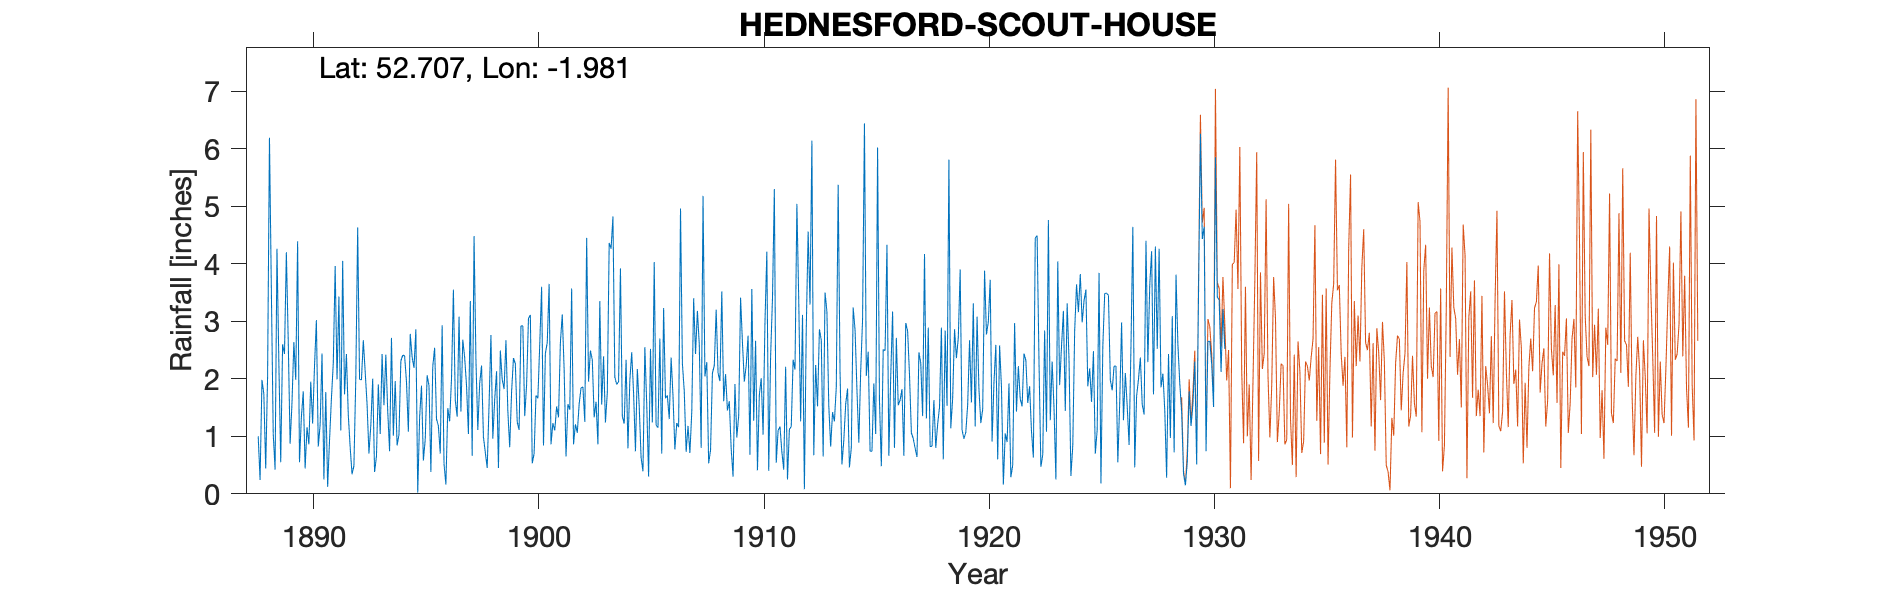 HEDNESFORD-SCOUT-HOUSE
Lat: 52.707, Lon: -1.981
7
6
5
4
3
2
1
0
Rainfall [inches]
1890 1900 1910 1920 1930 1940 1950
Year